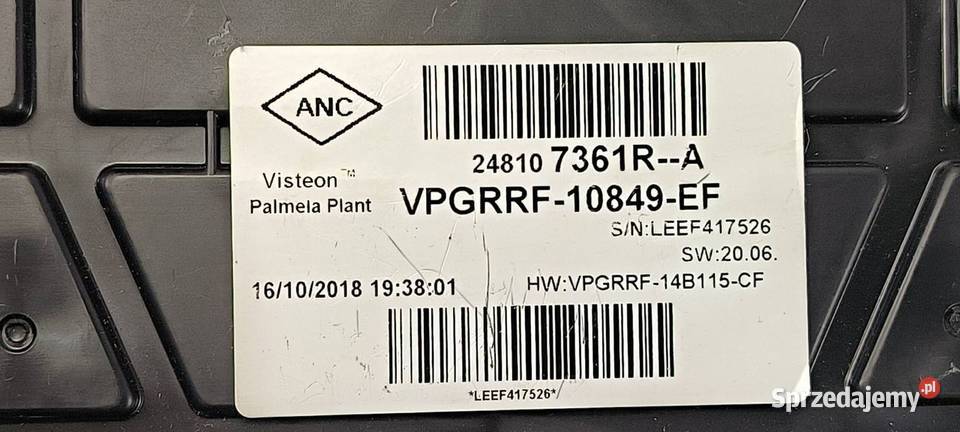 ANC
24810 7361R--A
Visteon™
Palmela Plant
VPGRRF-10849-EF
S/N:LEEF417526
SW:20.06.
16/10/2018 19:38:01
HW:VPGRRF-14B115-CF
*LEEF417526*
Sprzedajemy.pl